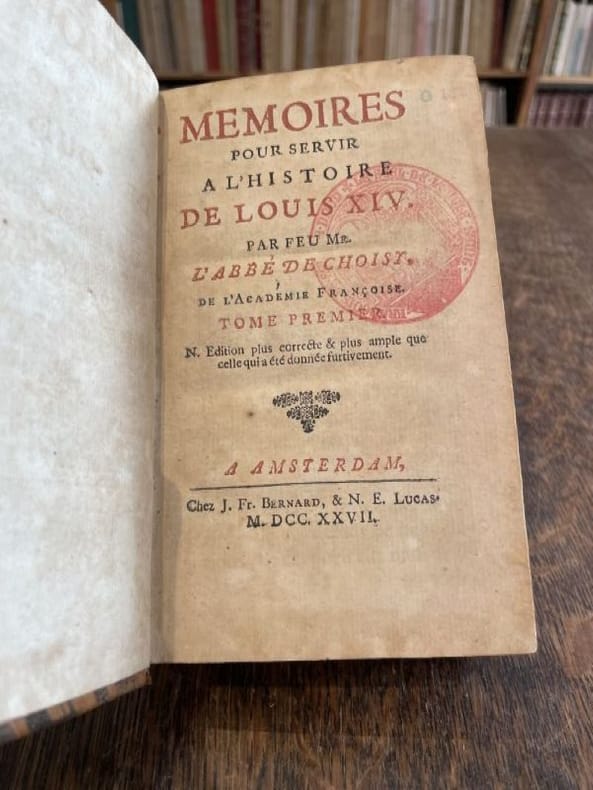 MEMOIRES
POUR SERVIR
A L'HISTOIRE
DE LOUIS XIV.
PAR FEU MR.
L'ABBÉ DE CHOISY,
DE L'ACADÉMIE FRANÇOISE.
TOME PREMIER.
N. Edition plus correcte & plus ample que
celle qui a été donnée furtivement.
A AMSTERDAM,
Chez J. FR. BERNARD, & N. E. LUCAS.
M. DCC. XXVII.